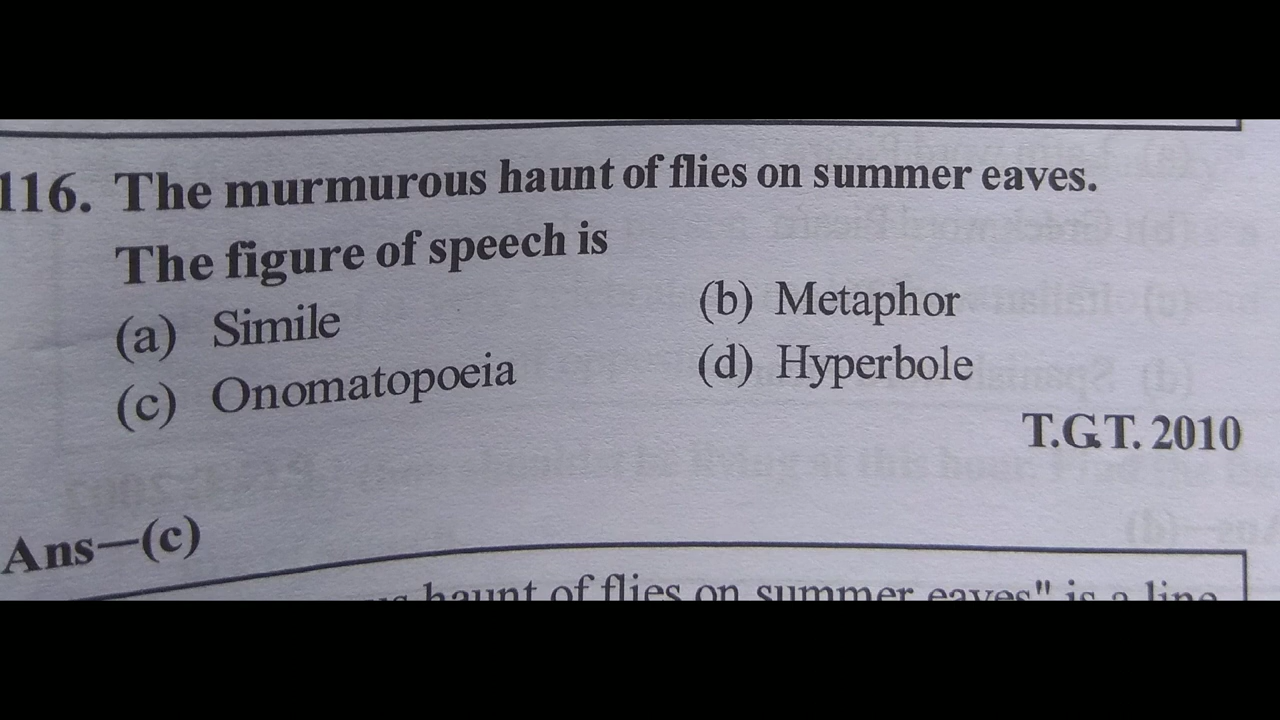 116. The murmurous haunt of flies on summer eaves.
The figure of speech is
(a) Simile (b) Metaphor
(c) Onomatopoeia (d) Hyperbole
T.G.T. 2010
Ans—(c)
haunt of flies on summer eaves" is a line